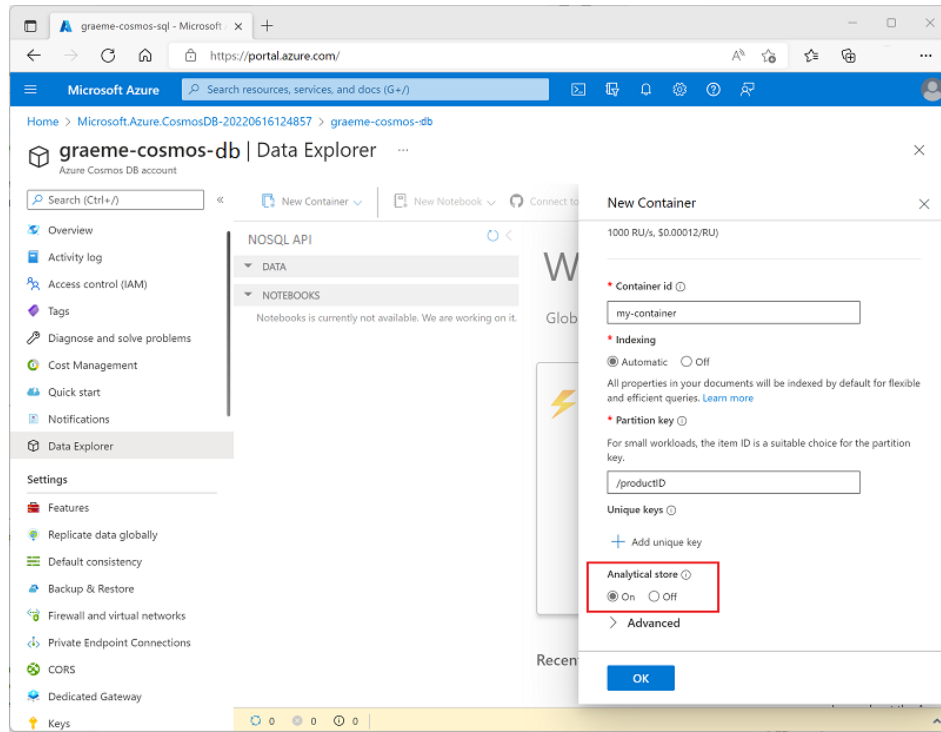 graeme-cosmos-sql - Microsoft
https://portal.azure.com/
Microsoft Azure
Search resources, services, and docs (G+/)
Home > Microsoft.Azure.CosmosDB-20220616124857 > graeme-cosmos-db
graeme-cosmos-db | Data Explorer ...
Azure Cosmos DB account
Search (Ctrl+/)
Overview
Activity log
Access control (IAM)
Tags
Diagnose and solve problems
Cost Management
Quick start
Notifications
Data Explorer
Settings
Features
Replicate data globally
Default consistency
Backup & Restore
Firewall and virtual networks
Private Endpoint Connections
CORS
Dedicated Gateway
Keys
New Container
New Notebook
Connect to
NOSQL API
DATA
NOTEBOOKS
Notebooks is currently not available. We are working on it.
W
Glob
Recen
0 0 0
New Container
1000 RU/s, $0.00012/RU)
* Container id
my-container
* Indexing
Automatic Off
All properties in your documents will be indexed by default for flexible
and efficient queries. Learn more
* Partition key
For small workloads, the item ID is a suitable choice for the partition
key.
/productID
Unique keys
Add unique key
Analytical store
On Off
Advanced
OK